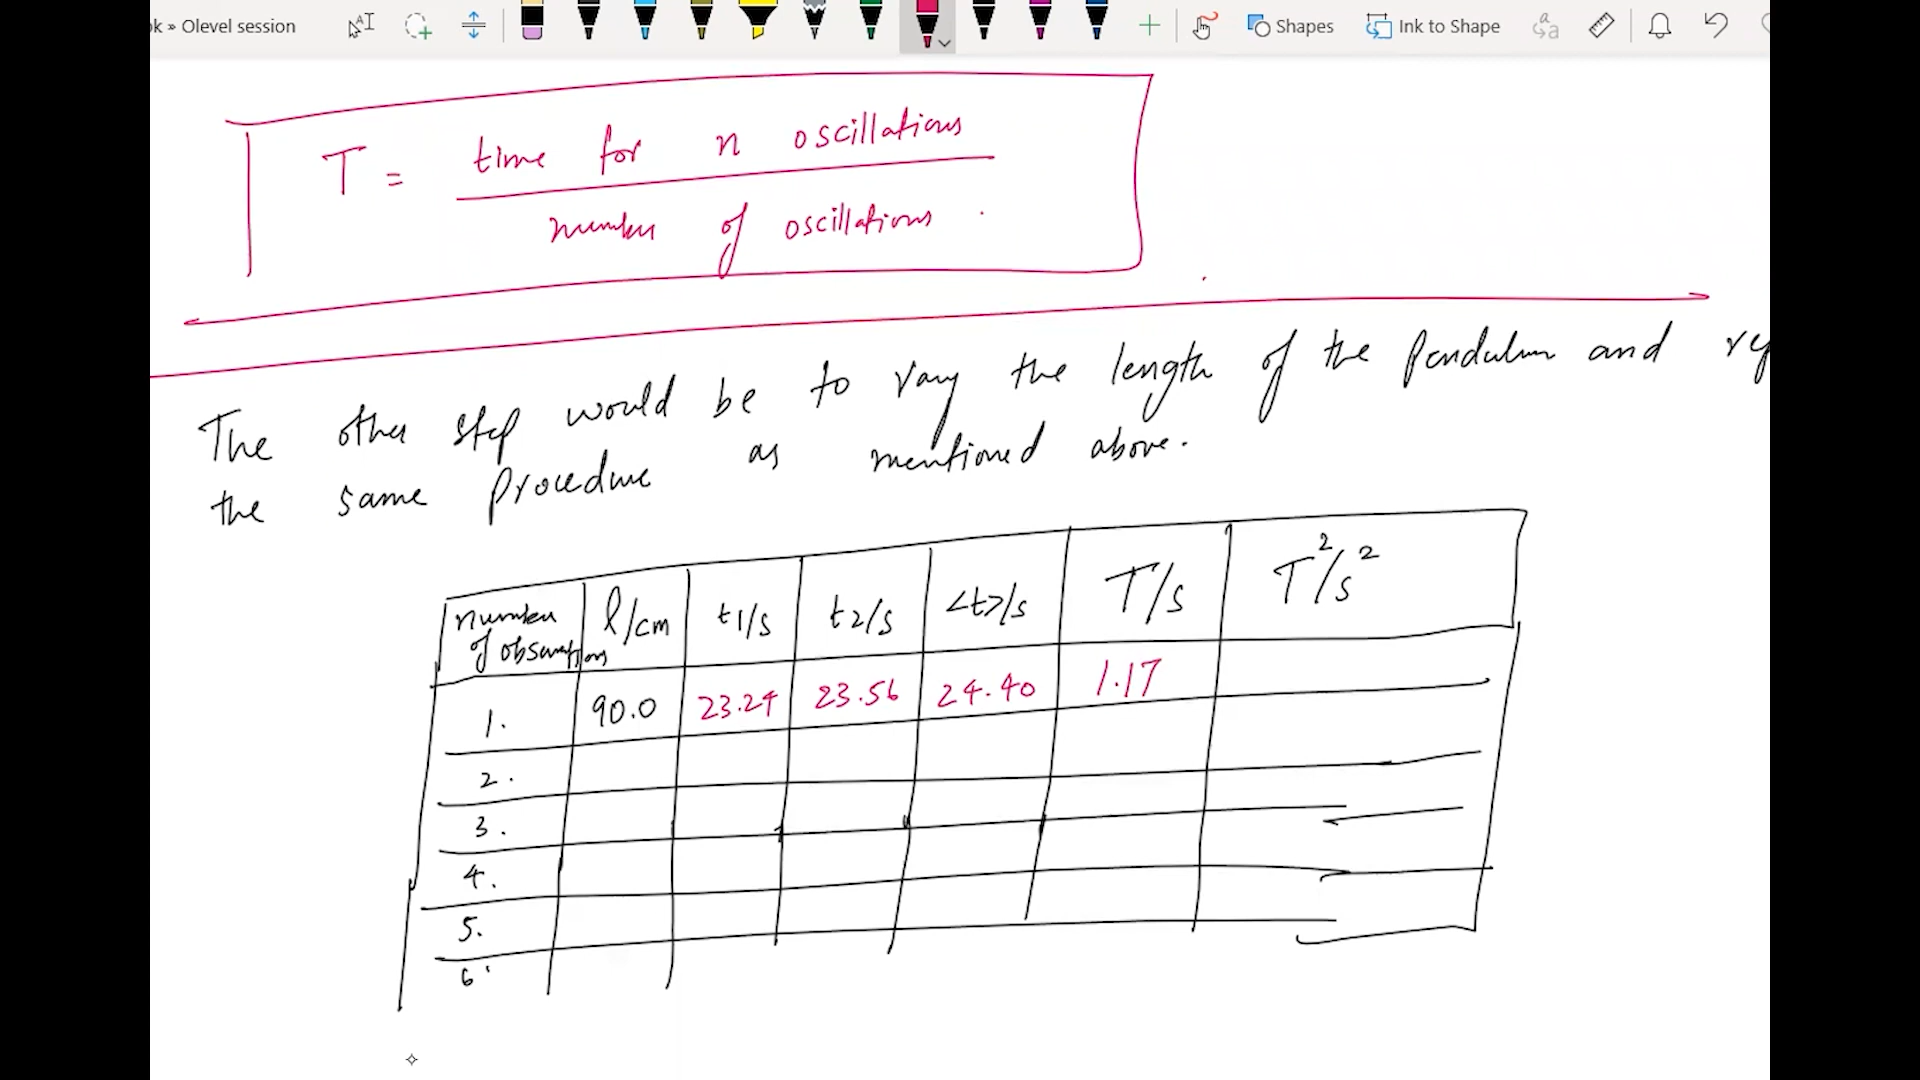 ok » Olevel session
Shapes
Ink to Shape
T = time for n oscillations
number of oscillations.
The other step would be to vary the length of the pendulum and
the same procedure as mentioned above.
number of observations l/cm t1/s t2/s <t>/s T/s T²/s²
1. 90.0 23.24 23.56 24.40 1.17
2.
3.
4.
5.
6.